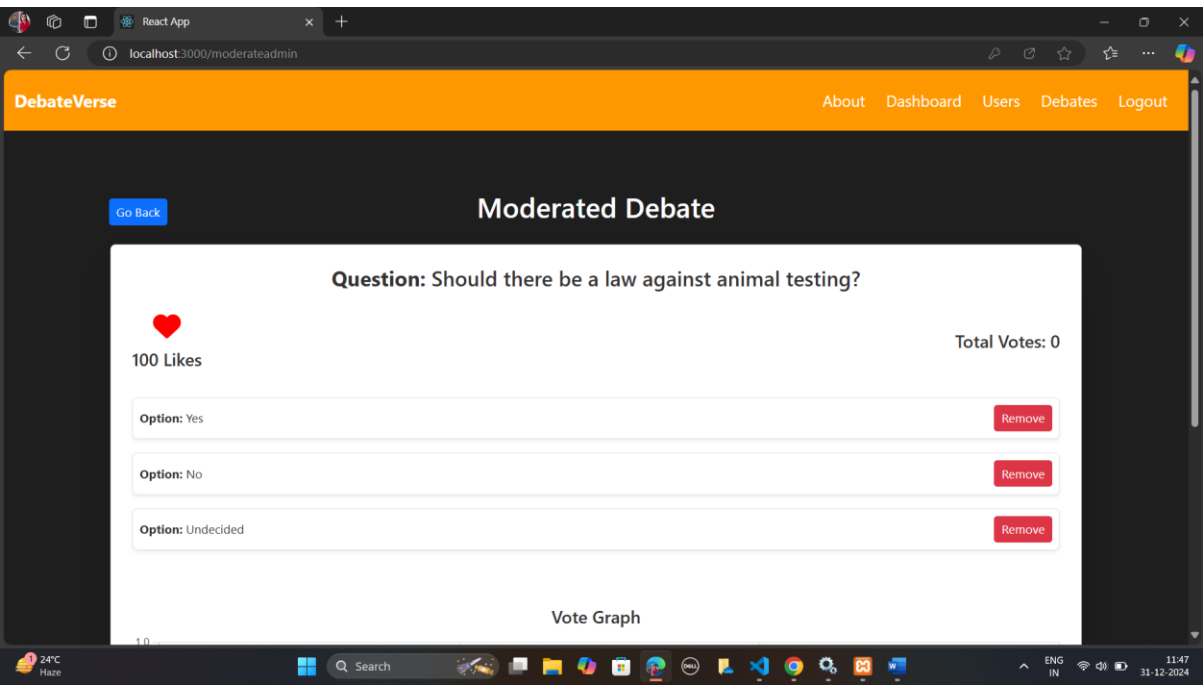 React App
localhost:3000/moderateadmin
DebateVerse
About Dashboard Users Debates Logout
Go Back
Moderated Debate
Question: Should there be a law against animal testing?
100 Likes
Total Votes: 0
Option: Yes
Remove
Option: No
Remove
Option: Undecided
Remove
Vote Graph
1.0
1
24°C
Haze
Search
DELL
ENG
IN
11:47
31-12-2024